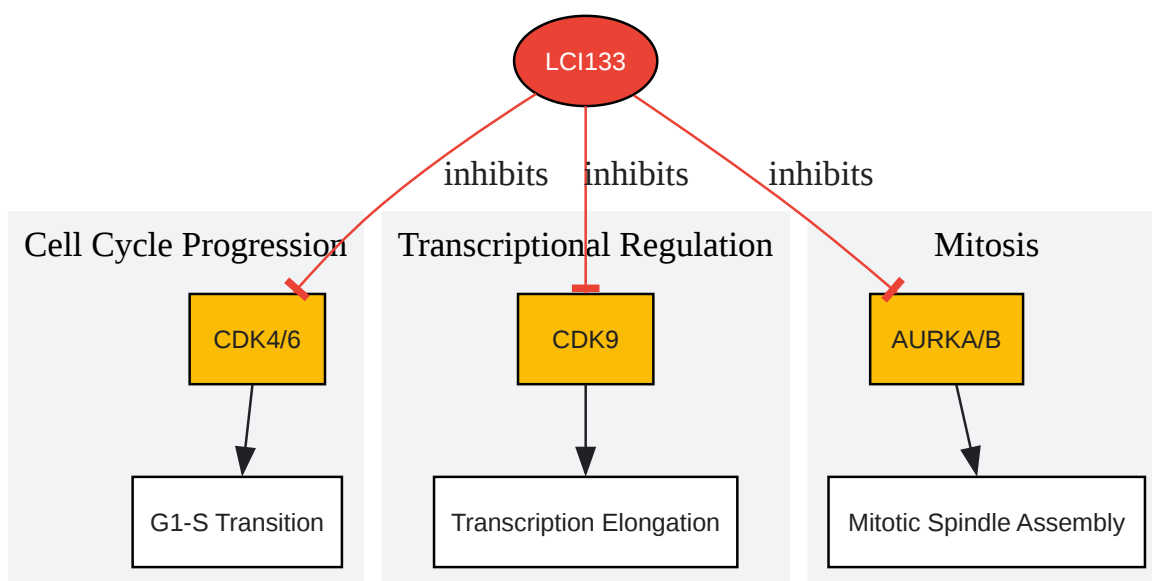 LCI133
inhibits inhibits inhibits
Cell Cycle Progression
Transcriptional Regulation
Mitosis
CDK4/6
CDK9
AURKA/B
G1-S Transition
Transcription Elongation
Mitotic Spindle Assembly